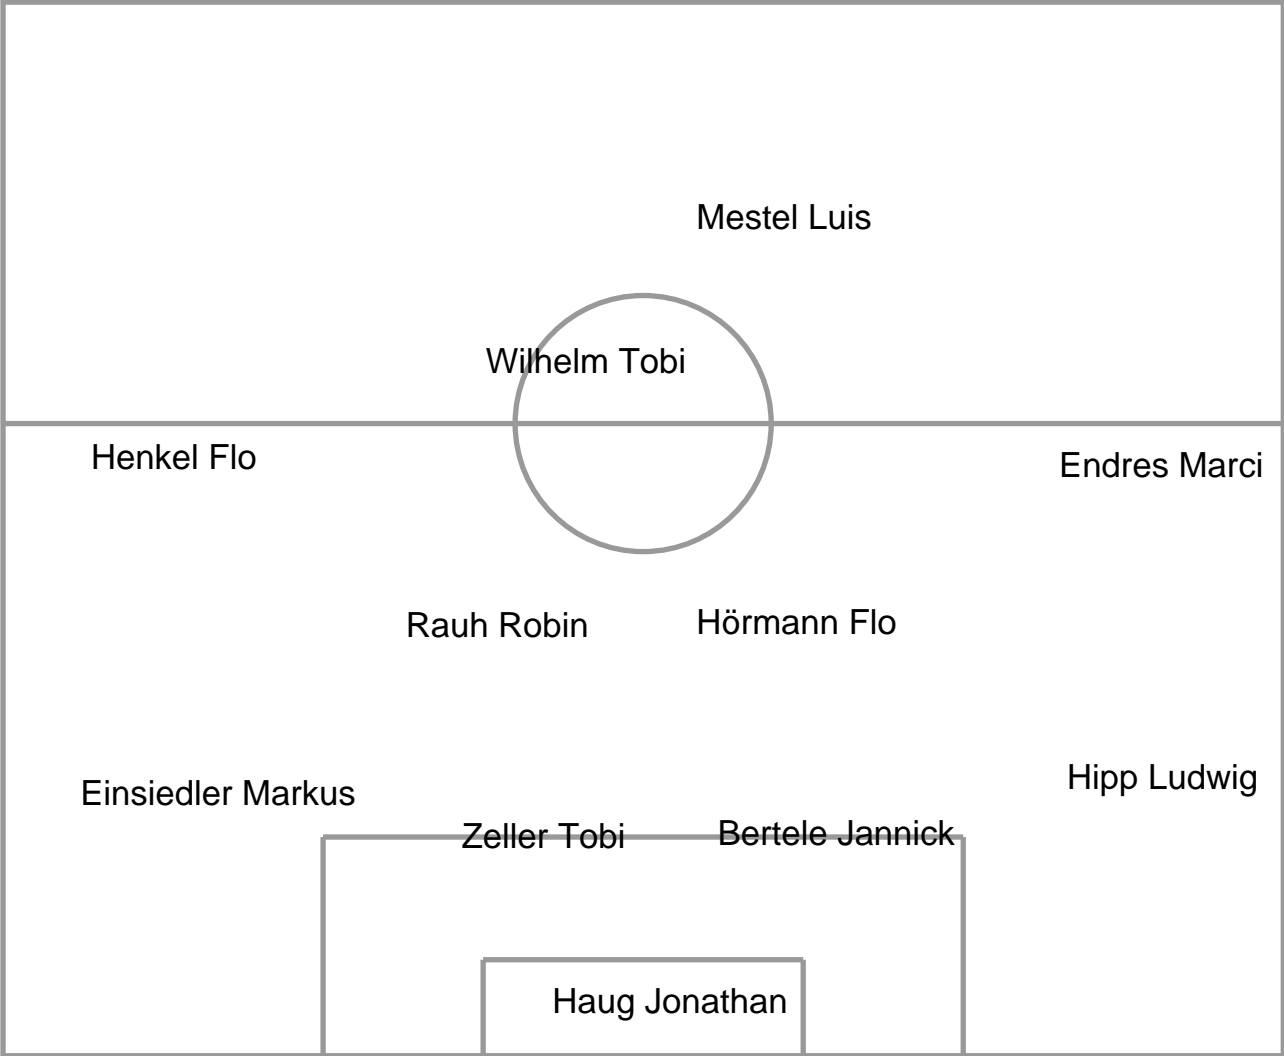 Mestel Luis
Wilhelm Tobi
Henkel Flo
Endres Marci
Rauh Robin
Hörmann Flo
Einsiedler Markus
Hipp Ludwig
Zeller Tobi
Bertele Jannick
Haug Jonathan